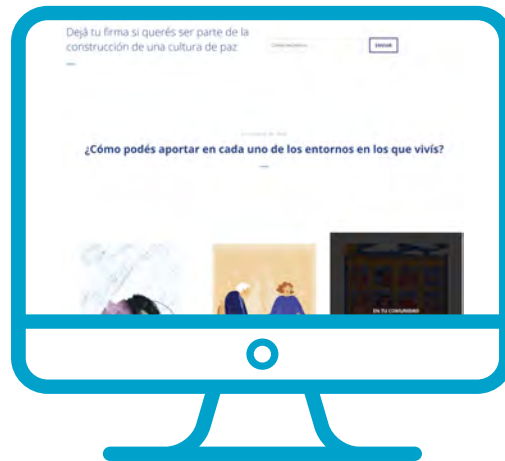 Dejá tu firma si querés ser parte de la
construcción de una cultura de paz
ENVIAR
¿Cómo podés aportar en cada uno de los entornos en los que vivís?
EN TU COMUNIDAD